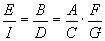 E/I = B/D = A/C · F/G